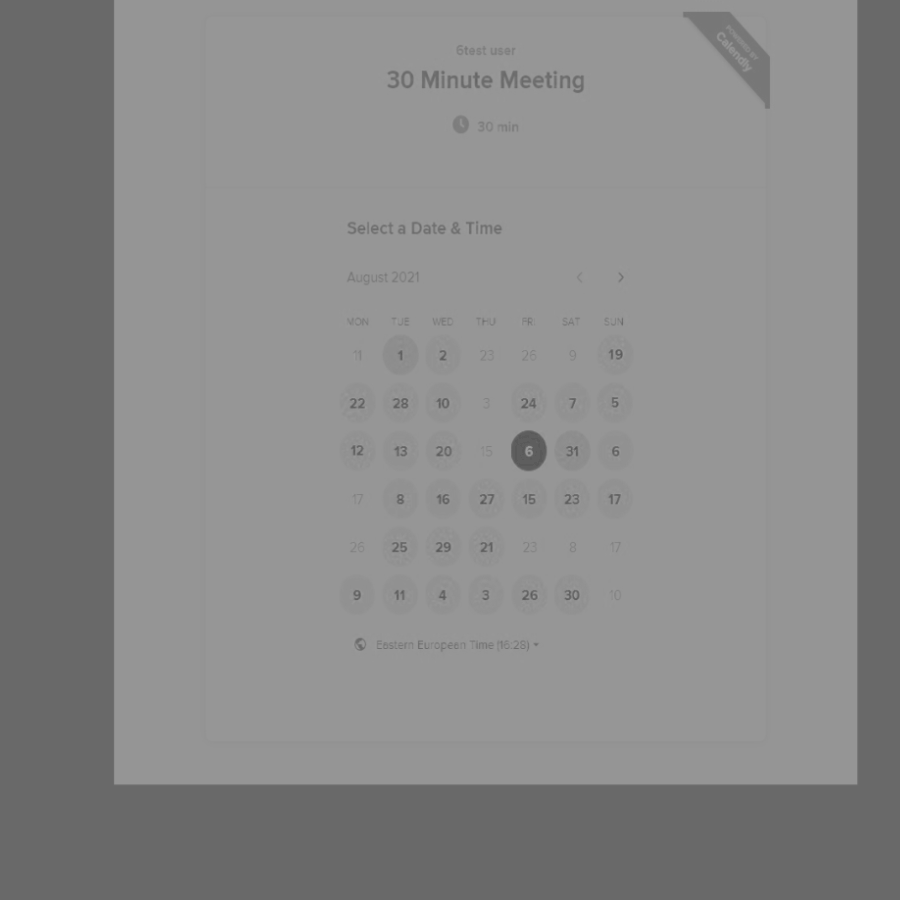 POWERED BY
Calendly
6test user
30 Minute Meeting
30 min
Select a Date & Time
August 2021
MON TUE WED THU FRI SAT SUN
11 1 2 23 26 9 19
22 28 10 3 24 7 5
12 13 20 15 6 31 6
17 8 16 27 15 23 17
26 25 29 21 23 8 17
9 11 4 3 26 30 10
Eastern European Time (16:28)